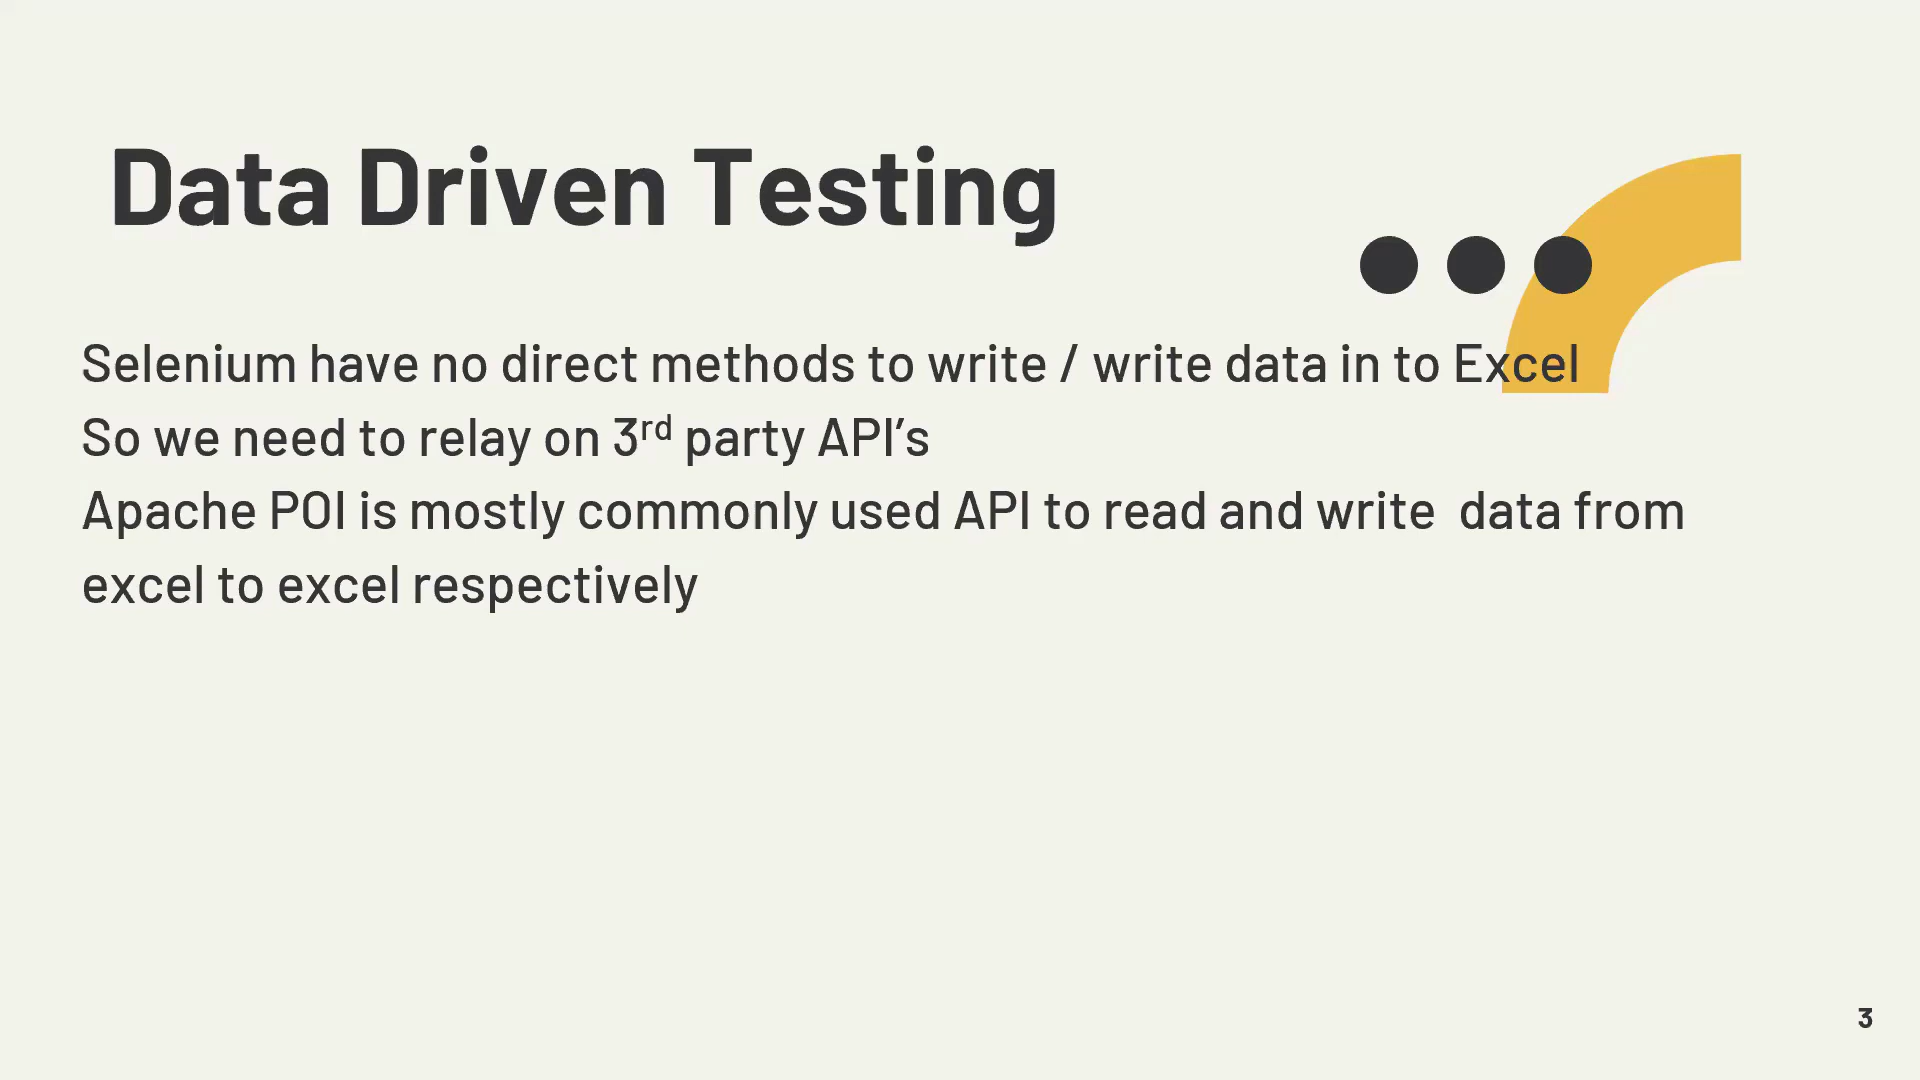 Data Driven Testing
Selenium have no direct methods to write / write data in to Excel
So we need to relay on 3rd party API’s
Apache POI is mostly commonly used API to read and write  data from
excel to excel respectively
3